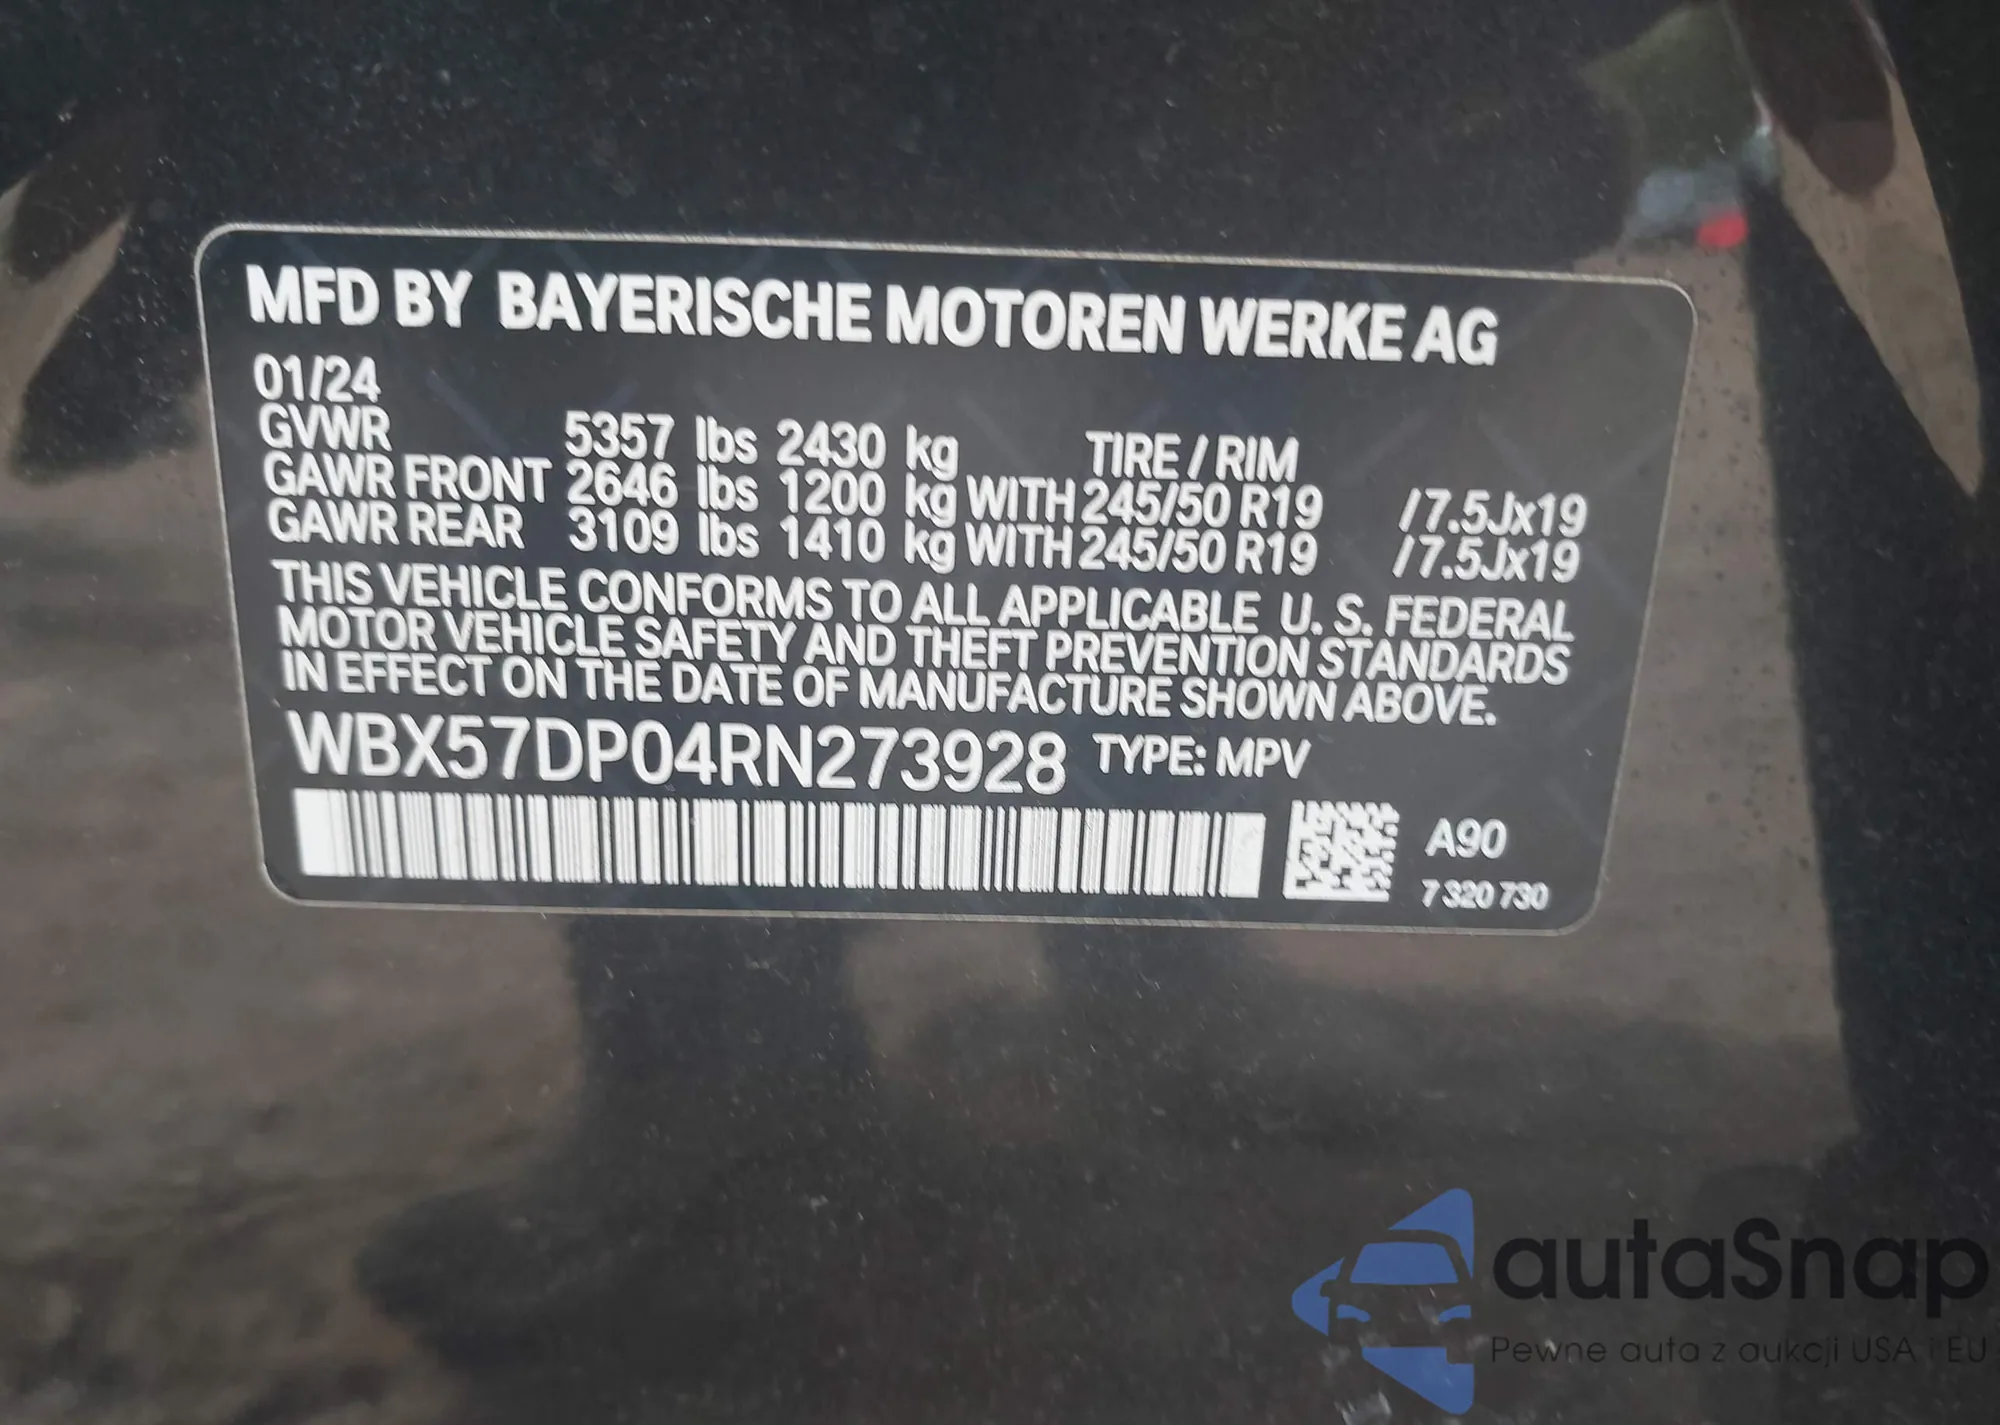 MFD BY BAYERISCHE MOTOREN WERKE AG
01/24
GVWR 5357 lbs 2430 kg TIRE / RIM
GAWR FRONT 2646 lbs 1200 kg WITH 245/50 R19 /7.5Jx19
GAWR REAR 3109 lbs 1410 kg WITH 245/50 R19 /7.5Jx19
THIS VEHICLE CONFORMS TO ALL APPLICABLE U. S. FEDERAL
MOTOR VEHICLE SAFETY AND THEFT PREVENTION STANDARDS
IN EFFECT ON THE DATE OF MANUFACTURE SHOWN ABOVE.
WBX57DP04RN273928 TYPE: MPV
A90
7 320 730
autaSnap
Pewne auta z aukcji USA i EU